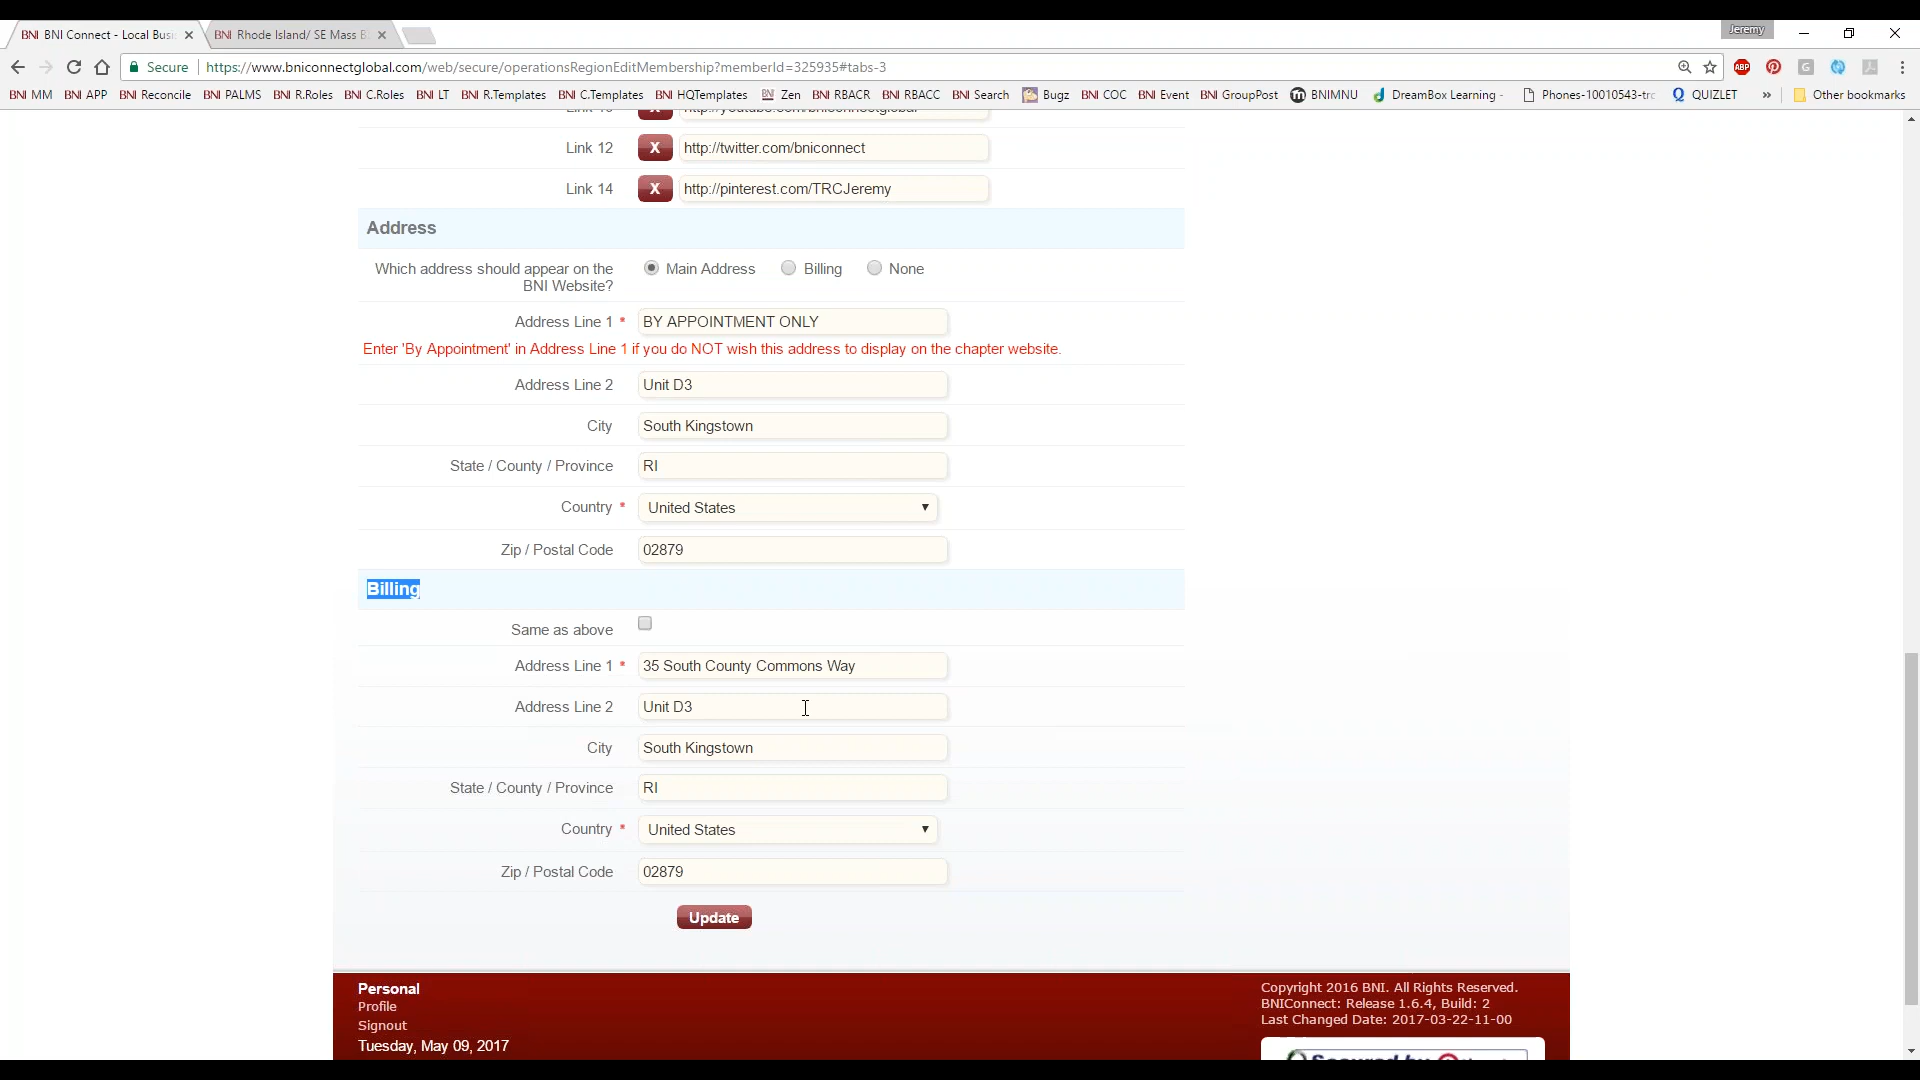 BNI BNI Connect - Local Busi
BNI Rhode Island/ SE Mass B
Jeremy
Secure
https://www.bniconnectglobal.com/web/secure/operationsRegionEditMembership?memberId=325935#tabs-3
BNI MM
BNI APP
BNI Reconcile
BNI PALMS
BNI R.Roles
BNI C.Roles
BNI LT
BNI R.Templates
BNI C.Templates
BNI HQTemplates
Zen
BNI RBACR
BNI RBACC
BNI Search
Bugz
BNI COC
BNI Event
BNI GroupPost
BNIMNU
DreamBox Learning -
Phones-10010543-trc
QUIZLET
»
Other bookmarks
ABP
Link 12
X
http://twitter.com/bniconnect
Link 14
X
http://pinterest.com/TRCJeremy
Address
Which address should appear on the
BNI Website?
Main Address
Billing
None
Address Line 1 *
BY APPOINTMENT ONLY
Enter 'By Appointment' in Address Line 1 if you do NOT wish this address to display on the chapter website.
Address Line 2
Unit D3
City
South Kingstown
State / County / Province
RI
Country *
United States
Zip / Postal Code
02879
Billing
Same as above
Address Line 1 *
35 South County Commons Way
Address Line 2
Unit D3
City
South Kingstown
State / County / Province
RI
Country *
United States
Zip / Postal Code
02879
Update
Personal
Profile
Signout
Tuesday, May 09, 2017
Copyright 2016 BNI. All Rights Reserved.
BNIConnect: Release 1.6.4, Build: 2
Last Changed Date: 2017-03-22-11-00
Secured by